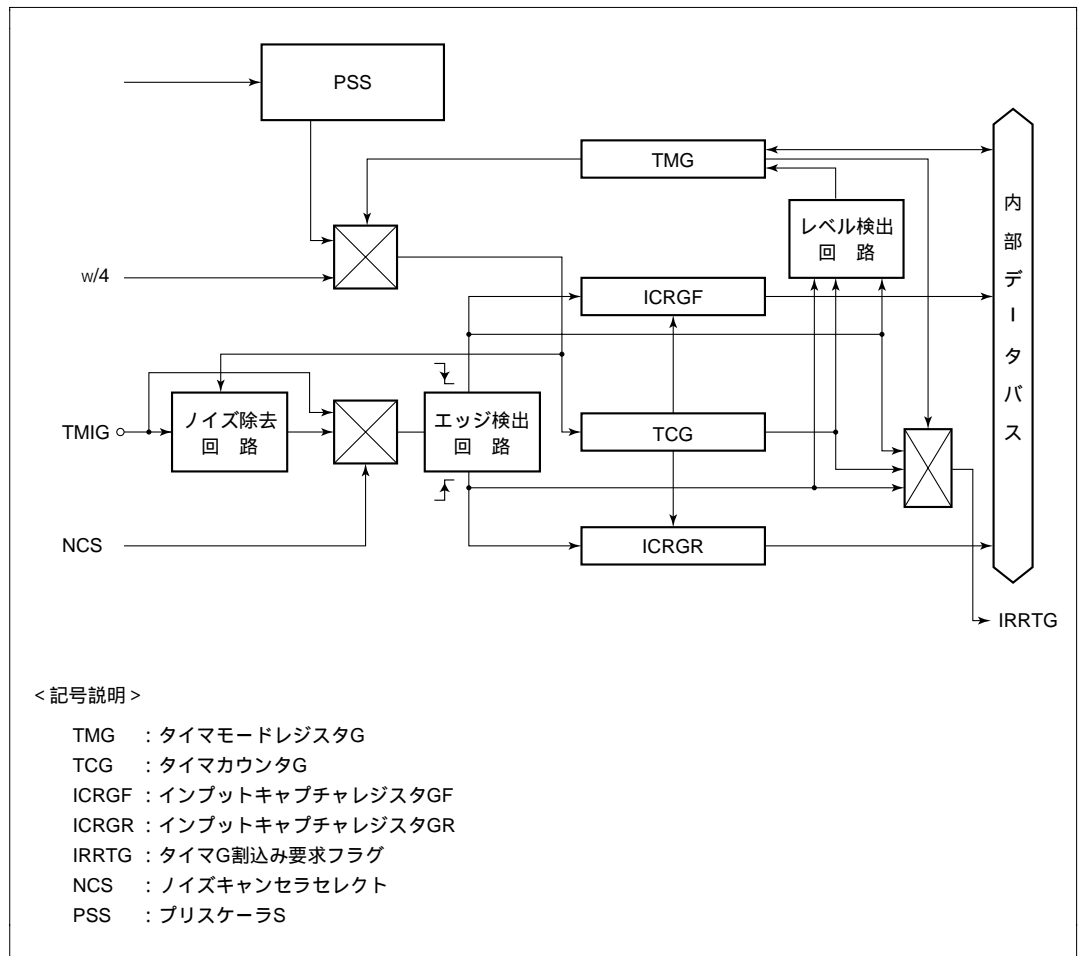 PSS
TMG
レベル検出
回 路
内部データバス
w/4
ICRGF
TMIG
ノイズ除去
回 路
エッジ検出
回 路
TCG
NCS
ICRGR
IRRTG
<記号説明>
TMG :タイマモードレジスタG
TCG :タイマカウンタG
ICRGF :インプットキャプチャレジスタGF
ICRGR :インプットキャプチャレジスタGR
IRRTG :タイマG割込み要求フラグ
NCS :ノイズキャンセラセレクト
PSS :プリスケーラS